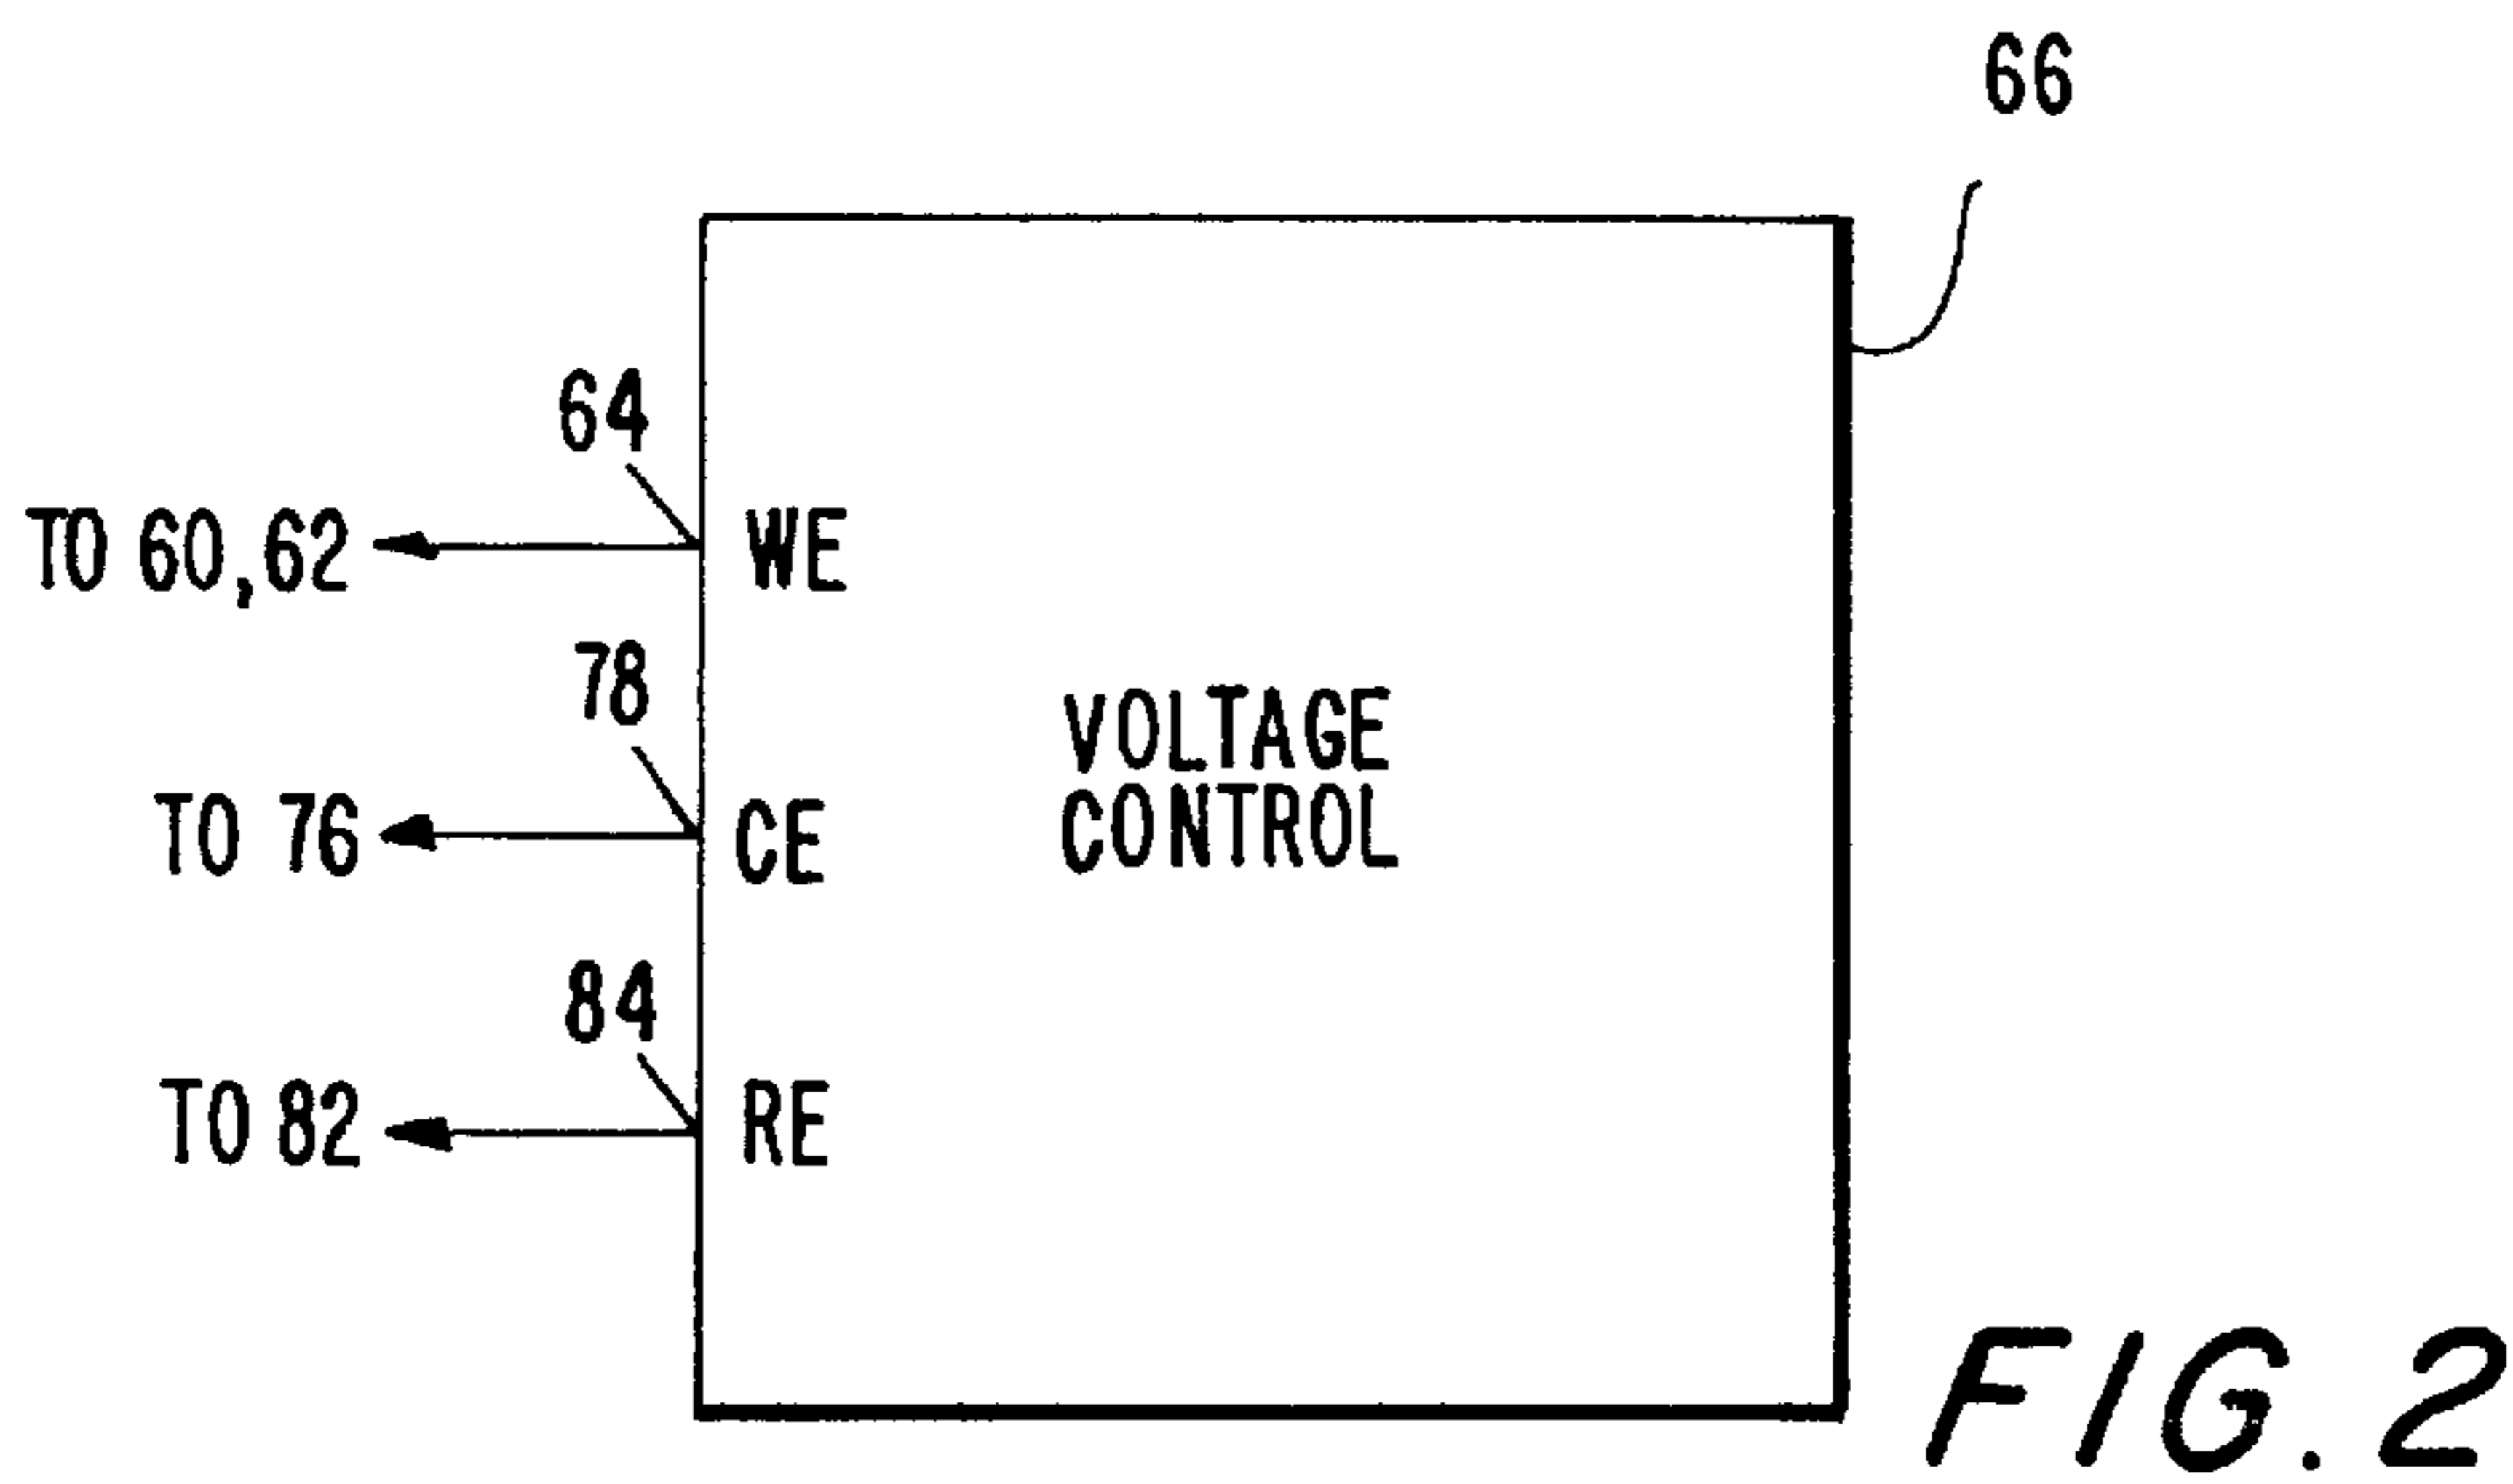 66
64
TO 60,62
WE
78
VOLTAGE
CONTROL
TO 76
CE
84
TO 82
RE
FIG. 2